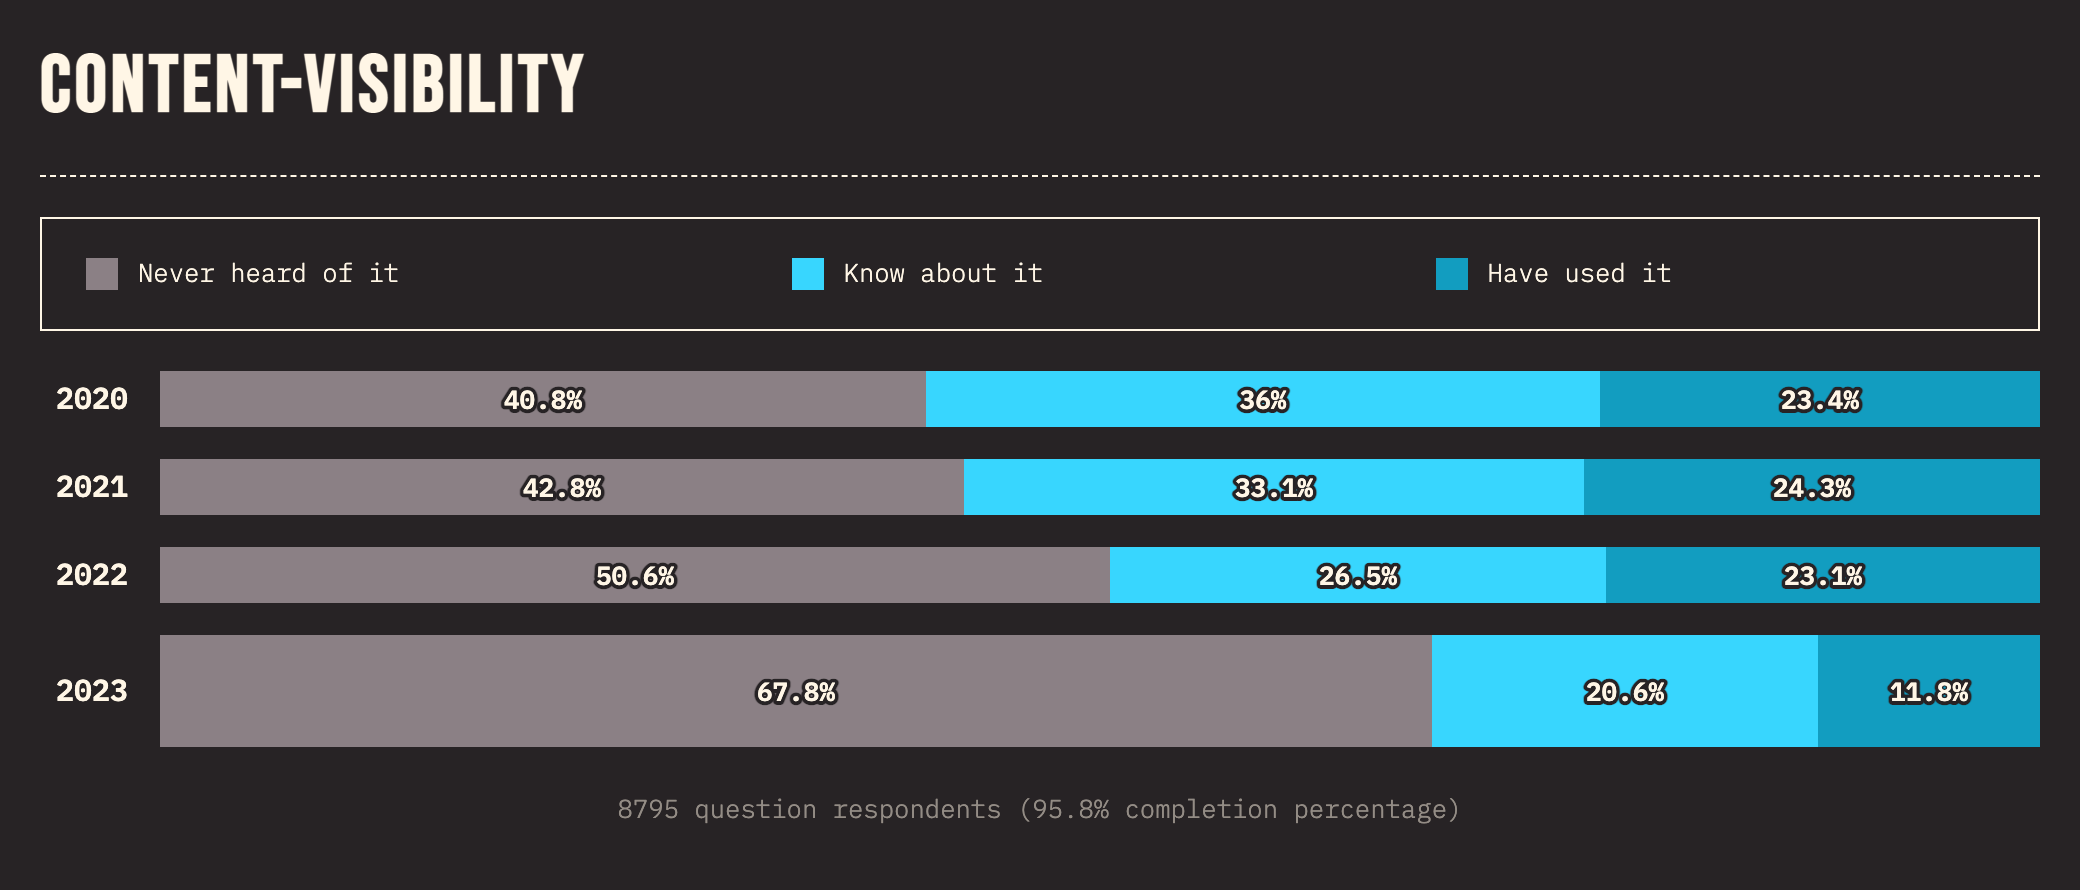 CONTENT-VISIBILITY
Never heard of it Know about it Have used it
2020 40.8% 36% 23.4%
2021 42.8% 33.1% 24.3%
2022 50.6% 26.5% 23.1%
2023 67.8% 20.6% 11.8%
8795 question respondents (95.8% completion percentage)